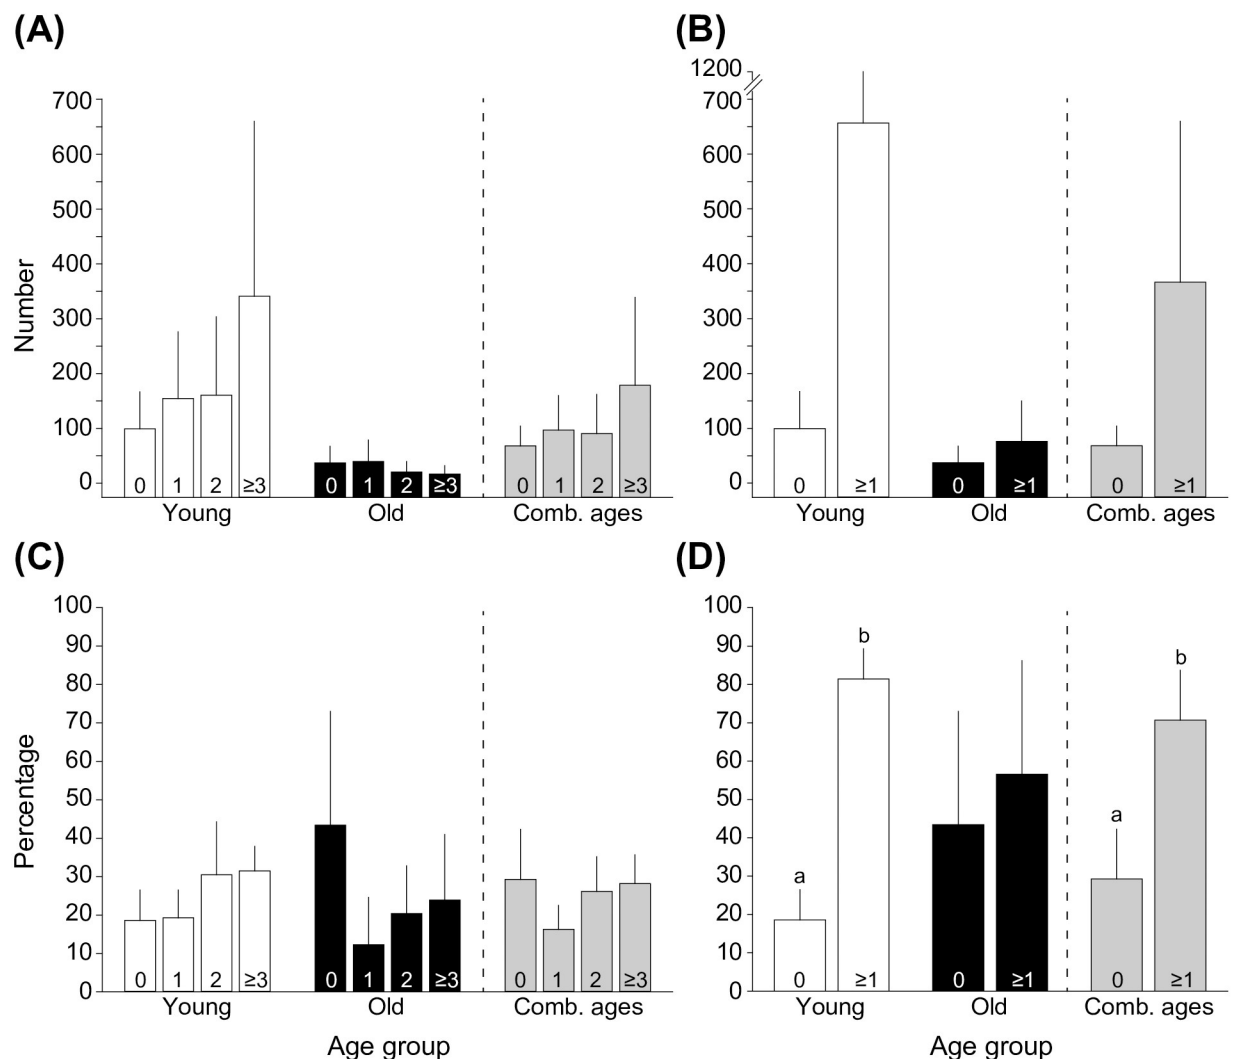 (A)
Number
700
600
500
400
300
200
100
0
0 1 2 ≥3 0 1 2 ≥3 0 1 2 ≥3
Young Old Comb. ages
(B)
1200
700
600
500
400
300
200
100
0
0 ≥1 0 ≥1 0 ≥1
Young Old Comb. ages
(C)
Percentage
100
90
80
70
60
50
40
30
20
10
0
0 1 2 ≥3 0 1 2 ≥3 0 1 2 ≥3
Young Old Comb. ages
Age group
(D)
100
90
80
70
60
50
40
30
20
10
0
a b a b
0 ≥1 0 ≥1 0 ≥1
Young Old Comb. ages
Age group